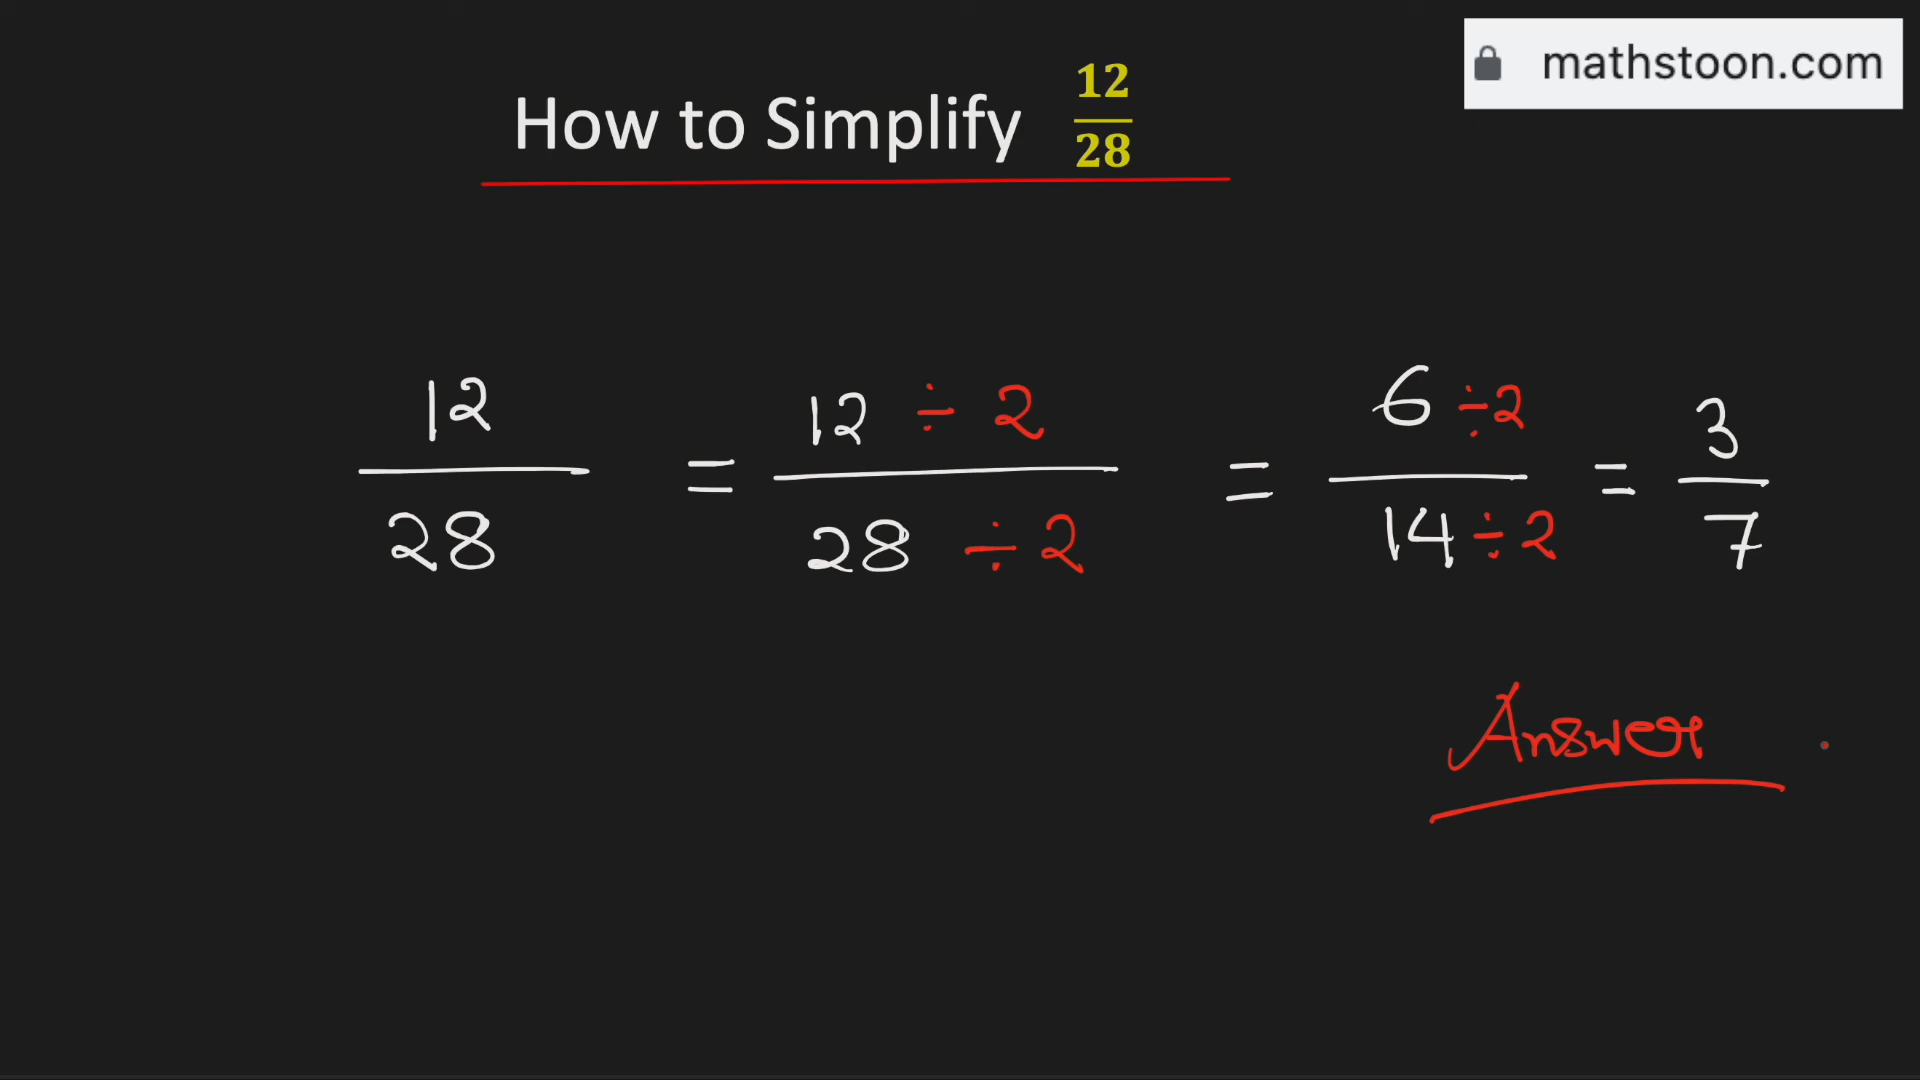 mathstoon.com
How to Simplify 12/28
12/28 = 12 ÷ 2/28 ÷ 2 = 6 ÷2/14 ÷ 2 = 3/7
Answer